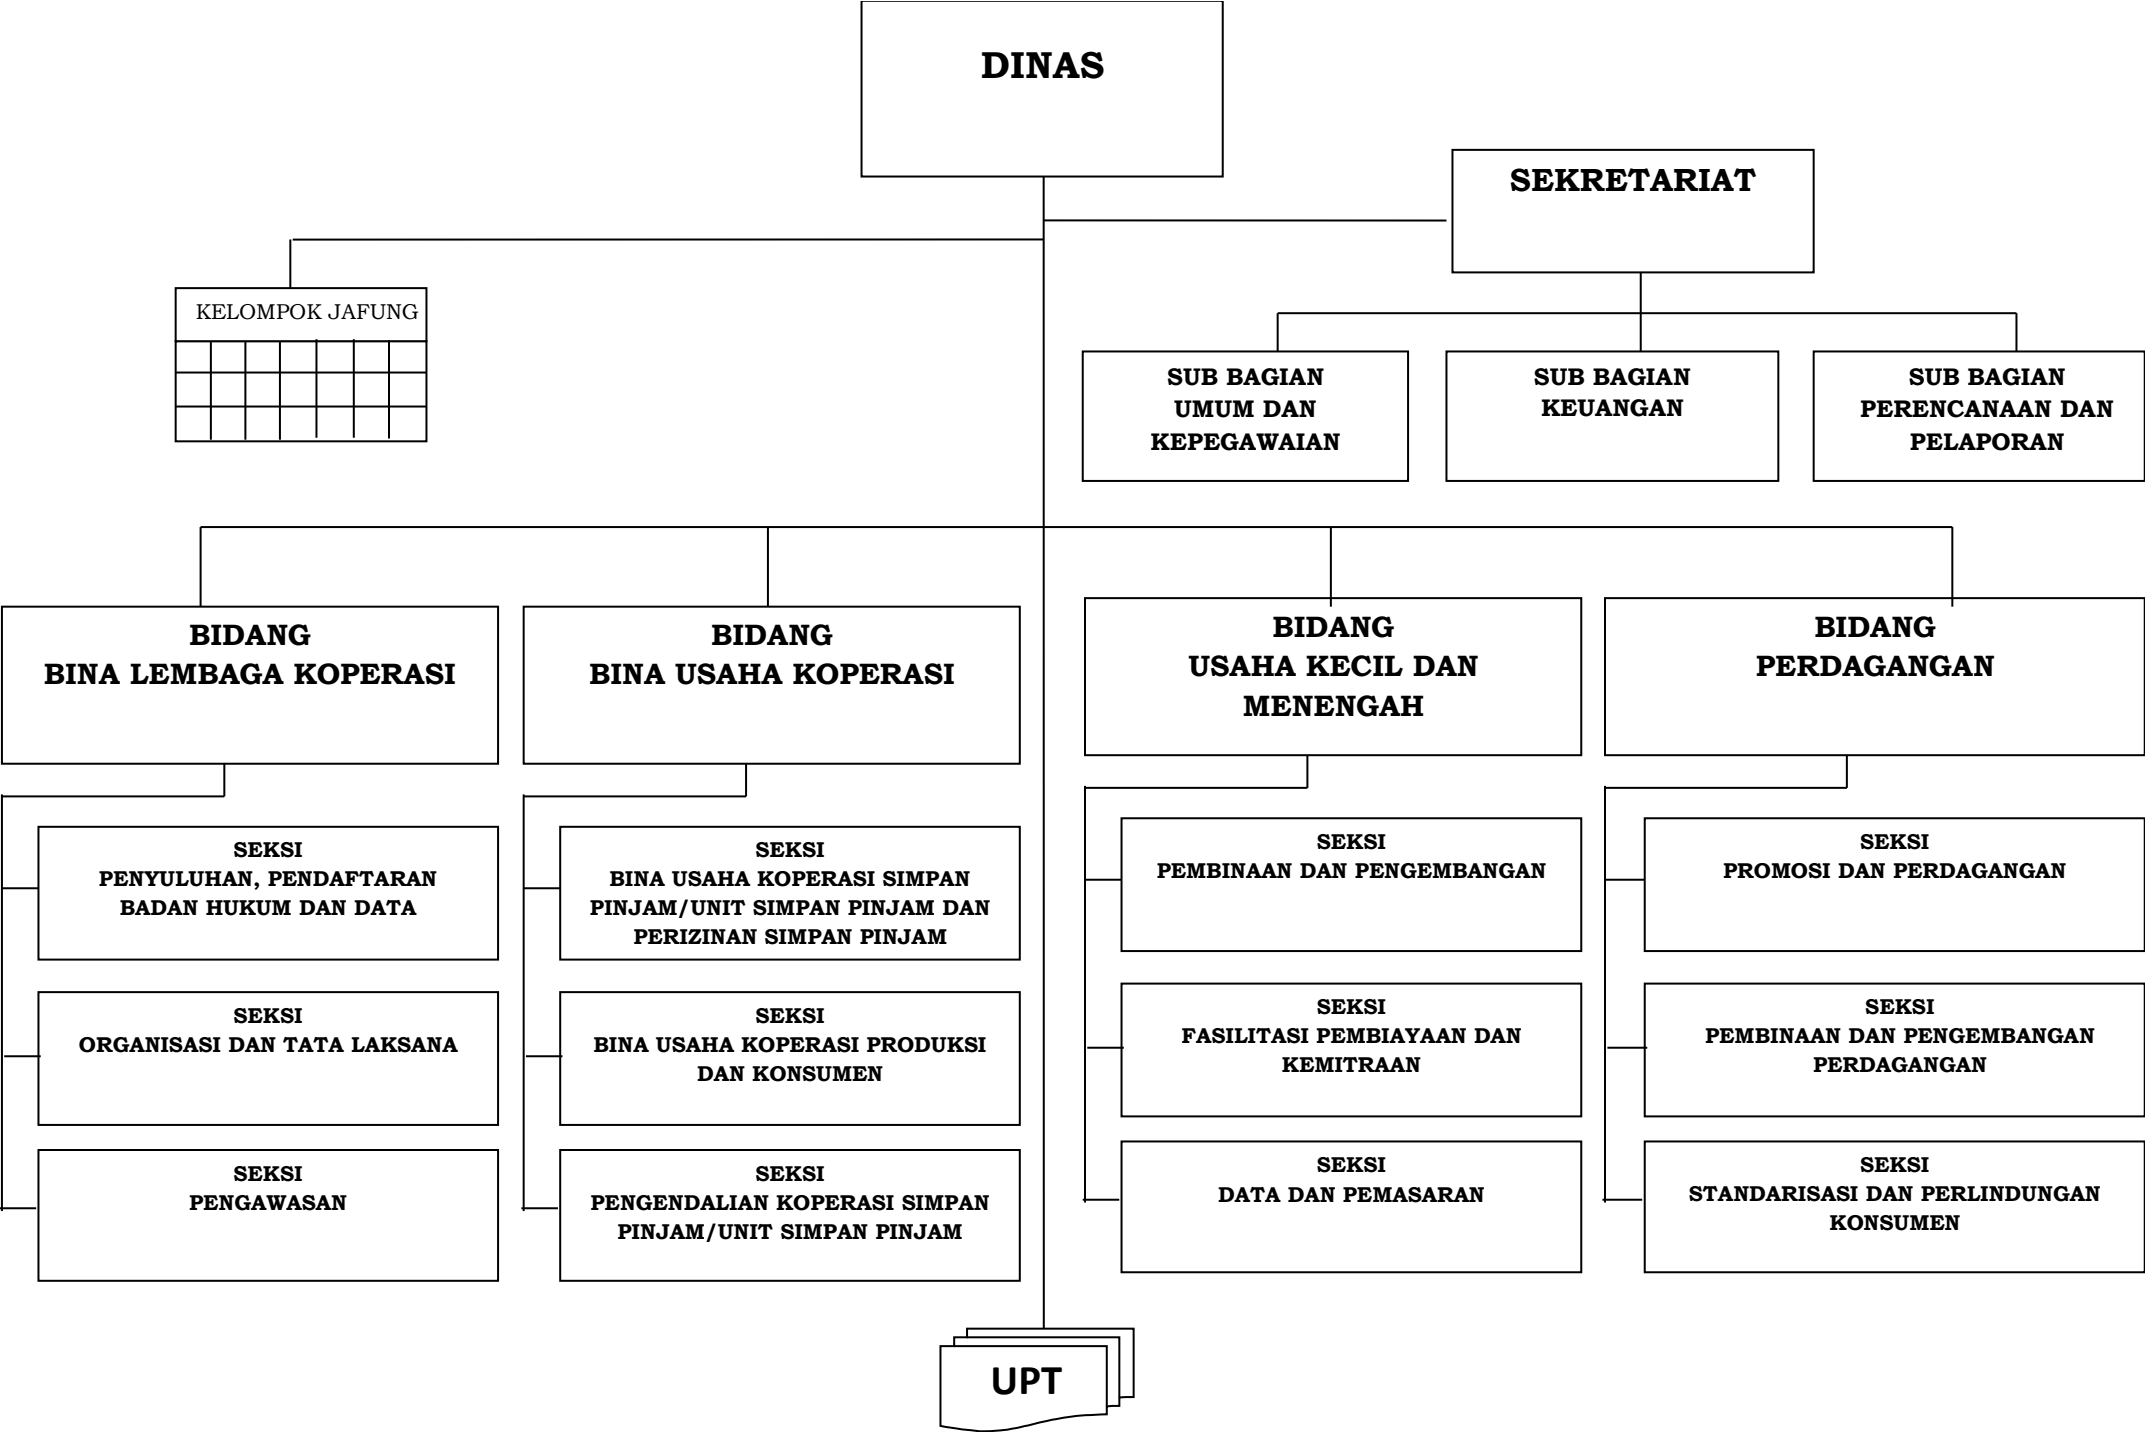 DINAS
SEKRETARIAT
KELOMPOK JAFUNG
SUB BAGIAN
UMUM DAN
KEPEGAWAIAN
SUB BAGIAN
KEUANGAN
SUB BAGIAN
PERENCANAAN DAN
PELAPORAN
BIDANG
BINA LEMBAGA KOPERASI
BIDANG
BINA USAHA KOPERASI
BIDANG
USAHA KECIL DAN
MENENGAH
BIDANG
PERDAGANGAN
SEKSI
PENYULUHAN, PENDAFTARAN
BADAN HUKUM DAN DATA
SEKSI
BINA USAHA KOPERASI SIMPAN
PINJAM/UNIT SIMPAN PINJAM DAN
PERIZINAN SIMPAN PINJAM
SEKSI
PEMBINAAN DAN PENGEMBANGAN
SEKSI
PROMOSI DAN PERDAGANGAN
SEKSI
ORGANISASI DAN TATA LAKSANA
SEKSI
BINA USAHA KOPERASI PRODUKSI
DAN KONSUMEN
SEKSI
FASILITASI PEMBIAYAAN DAN
KEMITRAAN
SEKSI
PEMBINAAN DAN PENGEMBANGAN
PERDAGANGAN
SEKSI
PENGAWASAN
SEKSI
PENGENDALIAN KOPERASI SIMPAN
PINJAM/UNIT SIMPAN PINJAM
SEKSI
DATA DAN PEMASARAN
SEKSI
STANDARISASI DAN PERLINDUNGAN
KONSUMEN
UPT